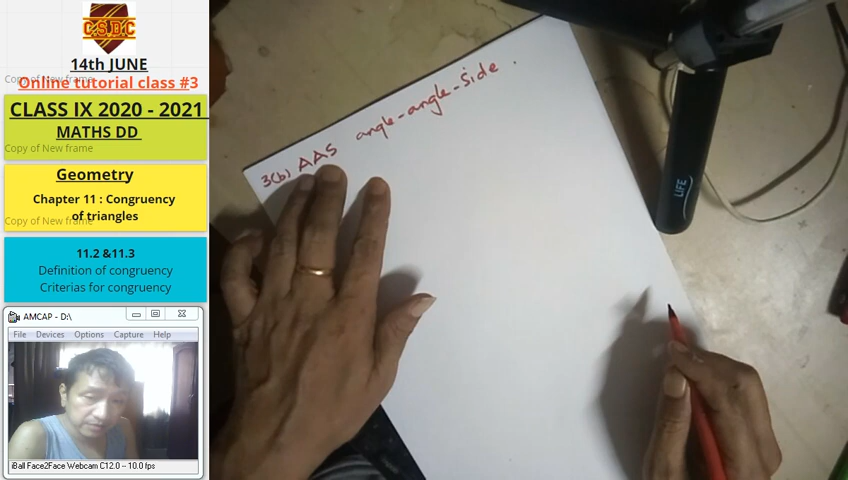 CSDC
14th JUNE
Copy of New frame
Online tutorial class #3
CLASS IX 2020 - 2021
MATHS DD
Copy of New frame
Geometry
Chapter 11 : Congruency
of triangles
Copy of New frame
11.2 &11.3
Definition of congruency
Criterias for congruency
AMCAP - D:\
File Devices Options Capture Help
iBall Face2Face Webcam C12.0 -- 10.0 fps
3(b) AAS angle-angle-side.
LIFE